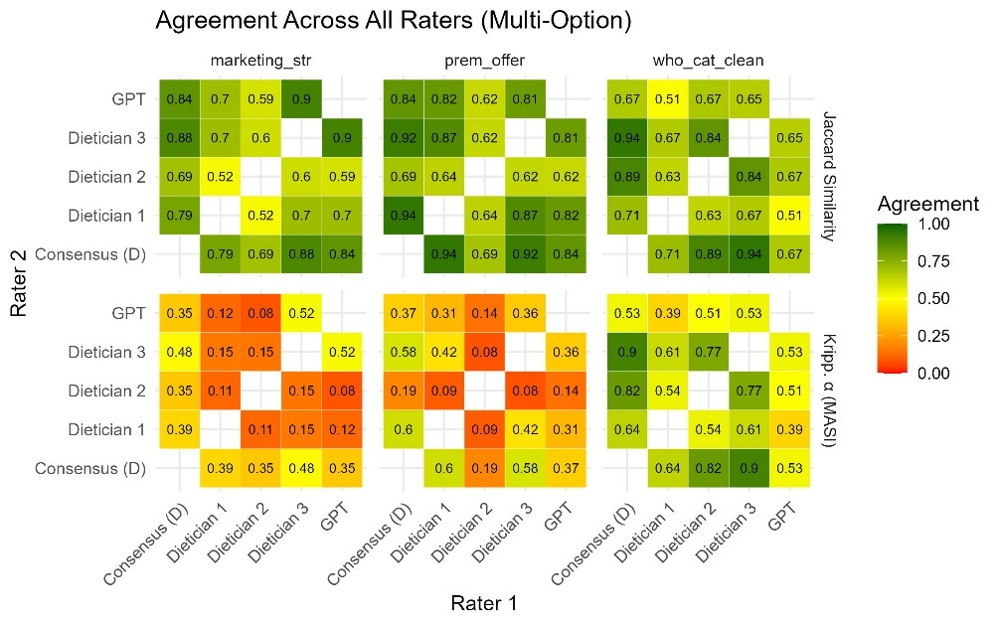 Agreement Across All Raters (Multi-Option)
marketing_str prem_offer who_cat_clean
GPT 0.84 0.7 0.59 0.9 0.84 0.82 0.62 0.81 0.67 0.51 0.67 0.65
Dietician 3 0.88 0.7 0.6 0.9 0.92 0.87 0.62 0.81 0.94 0.67 0.84 0.65
Dietician 2 0.69 0.52 0.6 0.59 0.69 0.64 0.62 0.62 0.89 0.63 0.84 0.67
Dietician 1 0.79 0.52 0.7 0.7 0.94 0.64 0.87 0.82 0.71 0.63 0.67 0.51
Consensus (D) 0.79 0.69 0.88 0.84 0.94 0.69 0.92 0.84 0.71 0.89 0.94 0.67
Jaccard Similarity
GPT 0.35 0.12 0.08 0.52 0.37 0.31 0.14 0.36 0.53 0.39 0.51 0.53
Dietician 3 0.48 0.15 0.15 0.52 0.58 0.42 0.08 0.36 0.9 0.61 0.77 0.53
Dietician 2 0.35 0.11 0.15 0.08 0.19 0.09 0.08 0.14 0.82 0.54 0.77 0.51
Dietician 1 0.39 0.11 0.15 0.12 0.6 0.09 0.42 0.31 0.64 0.54 0.61 0.39
Consensus (D) 0.39 0.35 0.48 0.35 0.6 0.19 0.58 0.37 0.64 0.82 0.9 0.53
Kripp. α (MASI)
Consensus (D) Dietician 1 Dietician 2 Dietician 3 GPT Consensus (D) Dietician 1 Dietician 2 Dietician 3 GPT Consensus (D) Dietician 1 Dietician 2 Dietician 3 GPT
Rater 1
Rater 2
Agreement
1.00
0.75
0.50
0.25
0.00